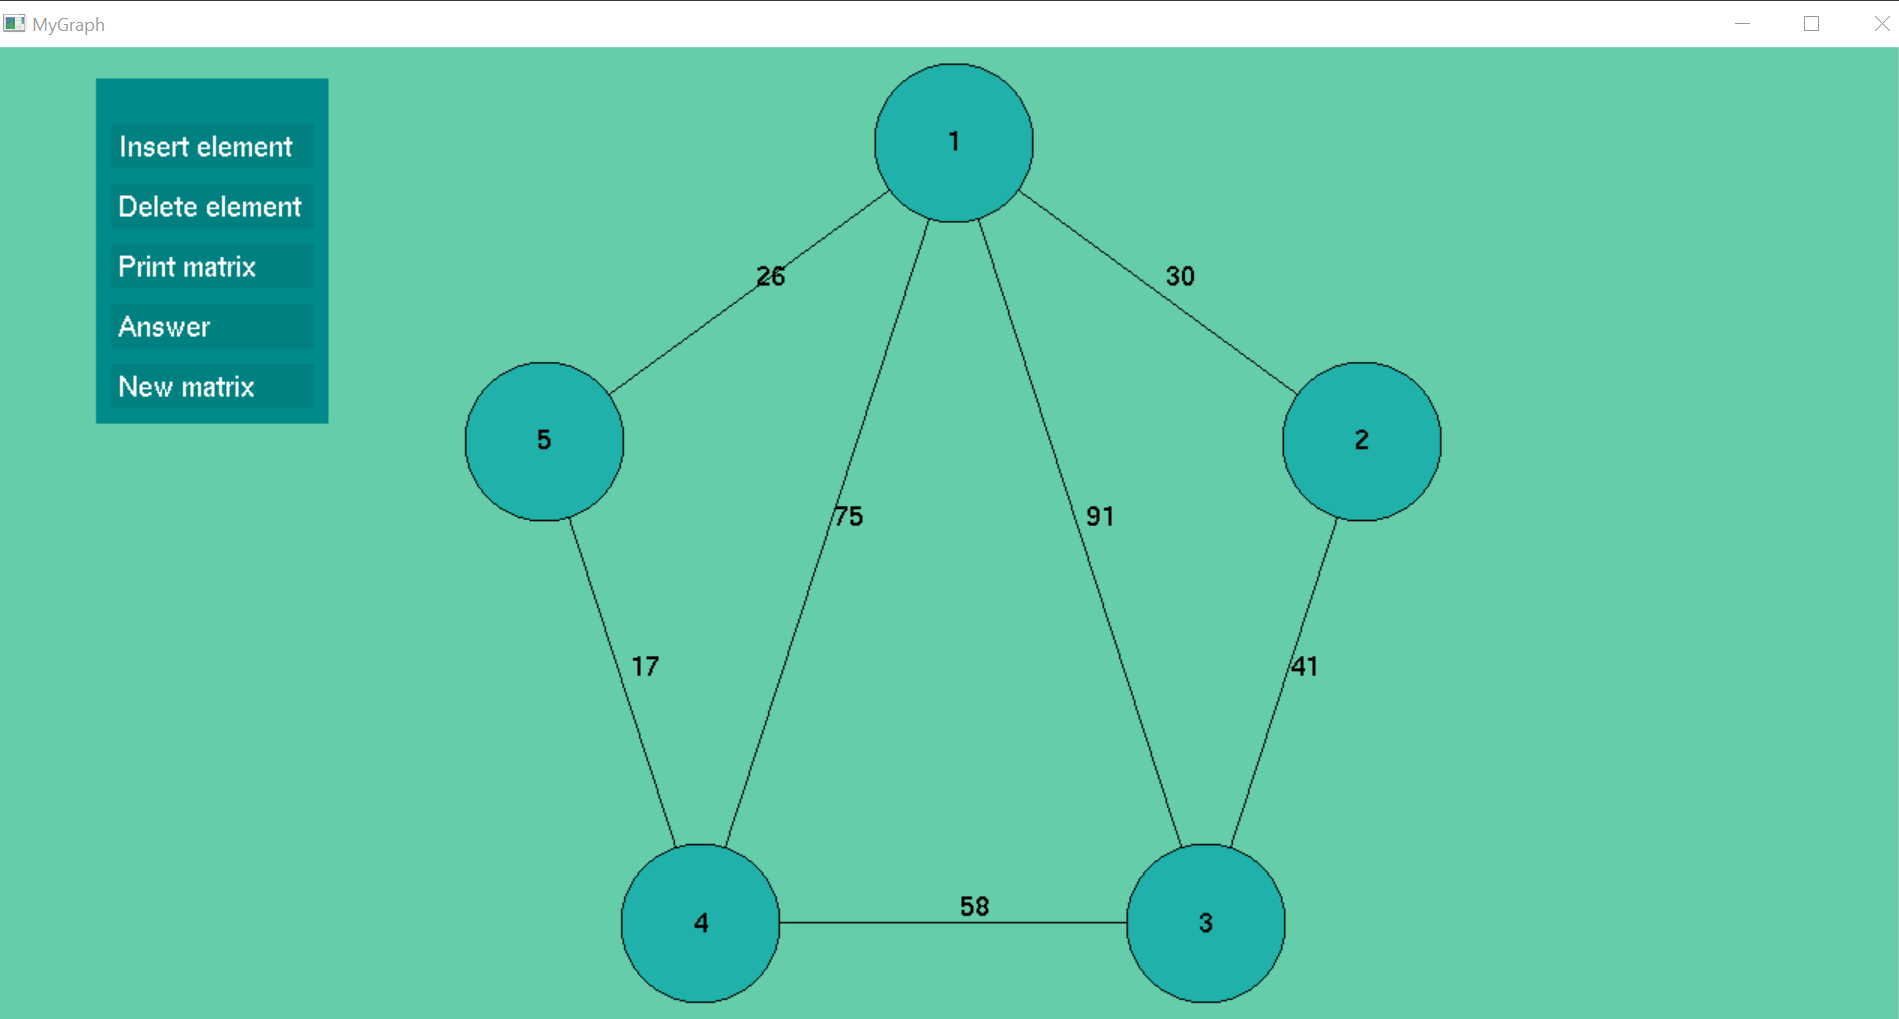 MyGraph
Insert element
Delete element
Print matrix
Answer
New matrix
1
26
30
5
2
75
91
17
41
58
4
3